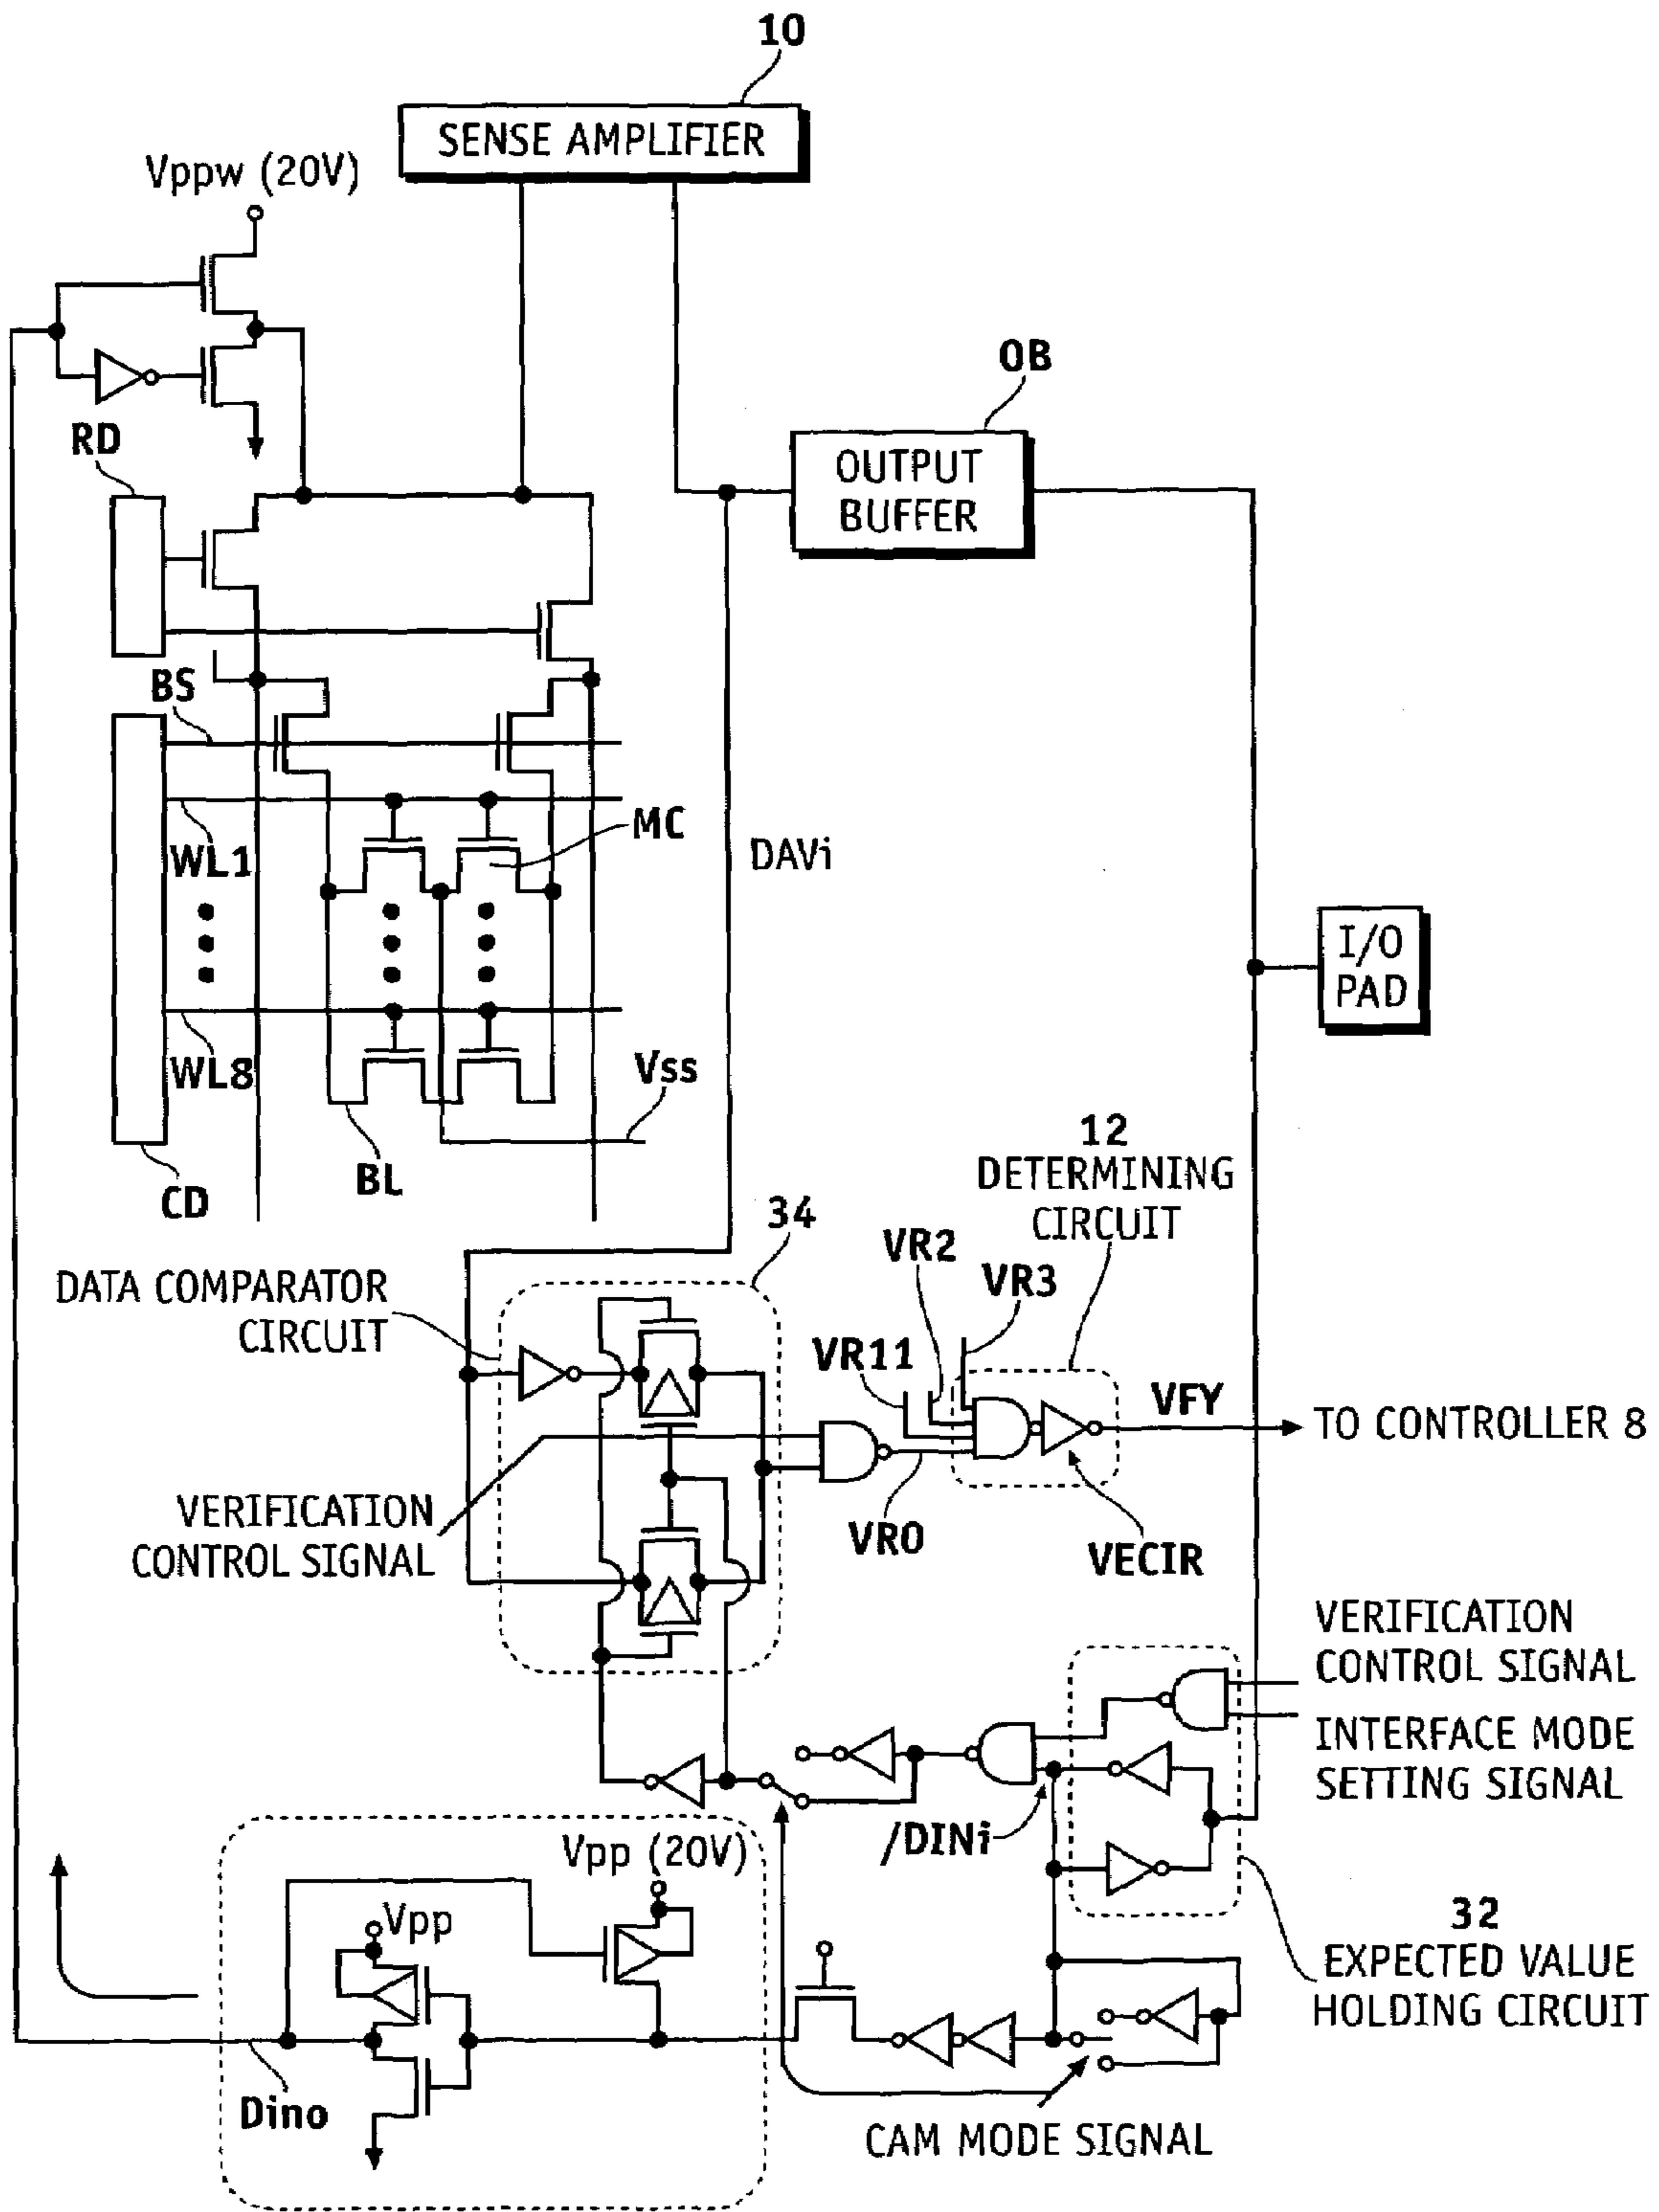 10
SENSE AMPLIFIER
Vppw (20V)
OB
OUTPUT
BUFFER
RD
BS
MC
WL1
DAVi
I/O
PAD
WL8
Vss
BL
CD
12
DETERMINING
CIRCUIT
34
VR2
VR3
DATA COMPARATOR
CIRCUIT
VR11
VFY
TO CONTROLLER 8
VERIFICATION
CONTROL SIGNAL
VR0
VECIR
VERIFICATION
CONTROL SIGNAL
INTERFACE MODE
SETTING SIGNAL
/DINi
Vpp (20V)
Vpp
32
EXPECTED VALUE
HOLDING CIRCUIT
Dino
CAM MODE SIGNAL